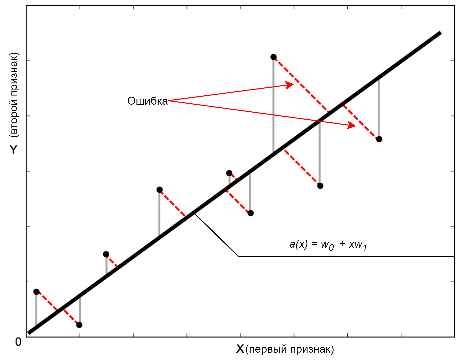 Y (второй признак)
Ошибка
a(x) = w₀ + xw₁
0
X (первый признак)